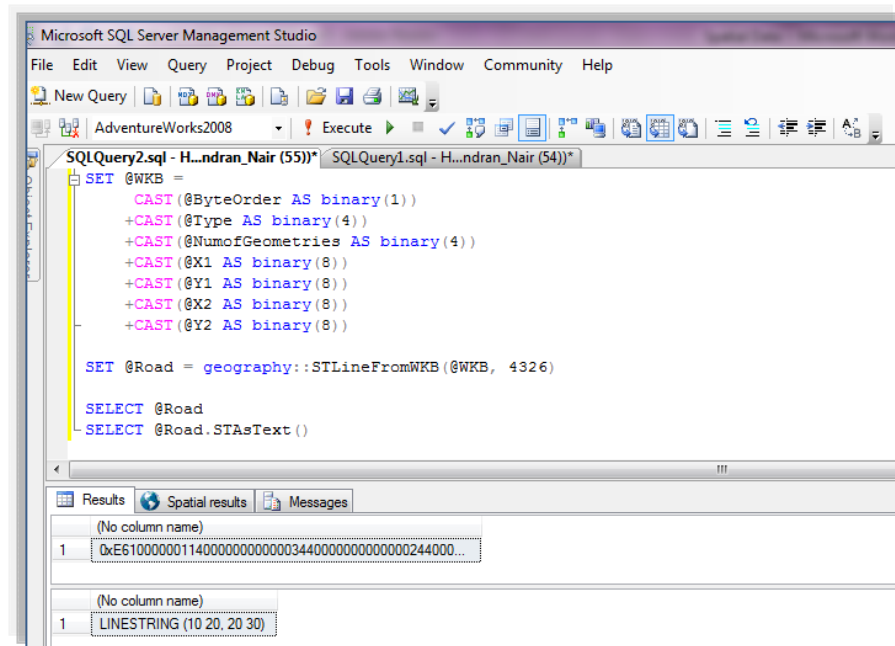 Microsoft SQL Server Management Studio
File Edit View Query Project Debug Tools Window Community Help
New Query
AdventureWorks2008 Execute
SQLQuery2.sql - H...ndran_Nair (55))* SQLQuery1.sql - H...ndran_Nair (54))*
SET @WKB =
CAST(@ByteOrder AS binary(1))
+CAST(@Type AS binary(4))
+CAST(@NumofGeometries AS binary(4))
+CAST(@X1 AS binary(8))
+CAST(@Y1 AS binary(8))
+CAST(@X2 AS binary(8))
+CAST(@Y2 AS binary(8))
SET @Road = geography::STLineFromWKB(@WKB, 4326)
SELECT @Road
SELECT @Road.STAsText()
Results Spatial results Messages
(No column name)
1
(No column name)
1 LINESTRING (10 20, 20 30)